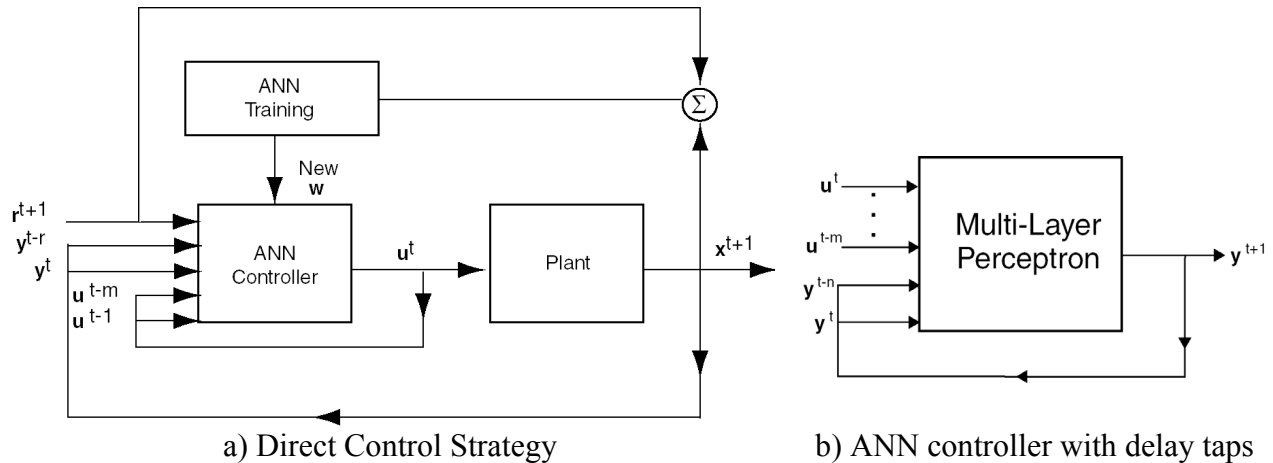 ANN
Training
Σ
New
w
r^{t+1}
y^{t-r}
y^t
u^{t-m}
u^{t-1}
ANN
Controller
u^t
Plant
x^{t+1}
a) Direct Control Strategy
u^t
u^{t-m}
y^{t-n}
y^t
Multi-Layer
Perceptron
y^{t+1}
b) ANN controller with delay taps